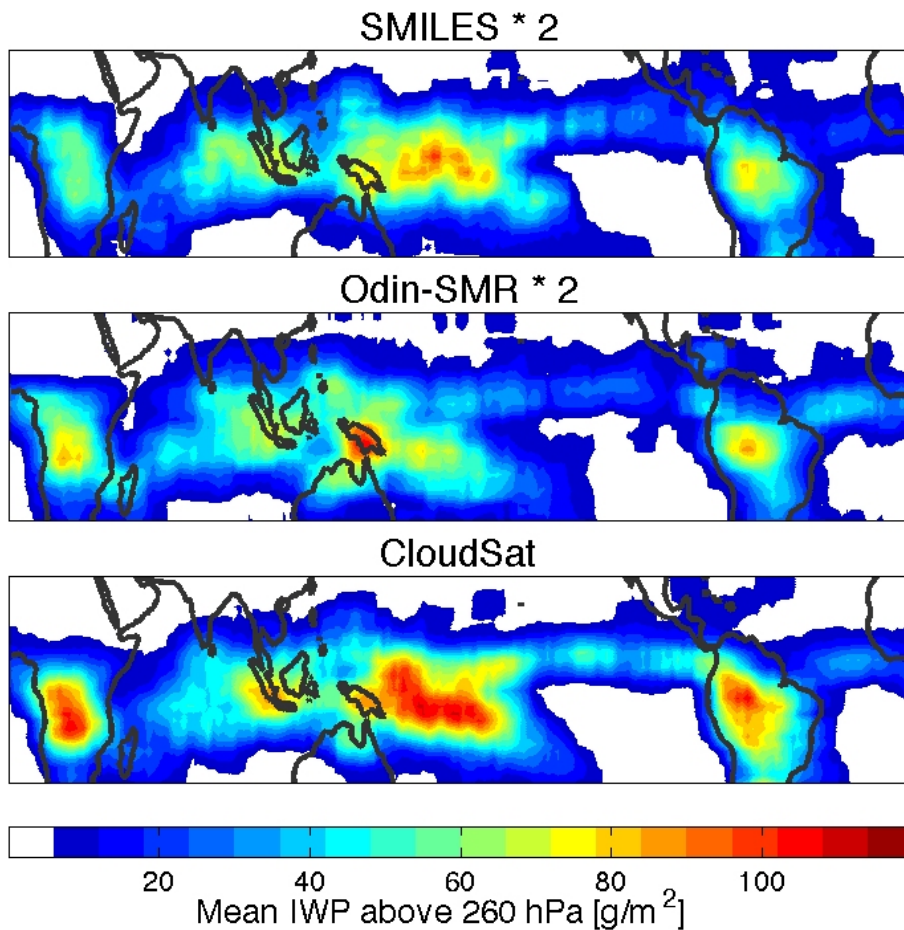 SMILES * 2
Odin-SMR * 2
CloudSat
20 40 60 80 100
Mean IWP above 260 hPa [g/m²]